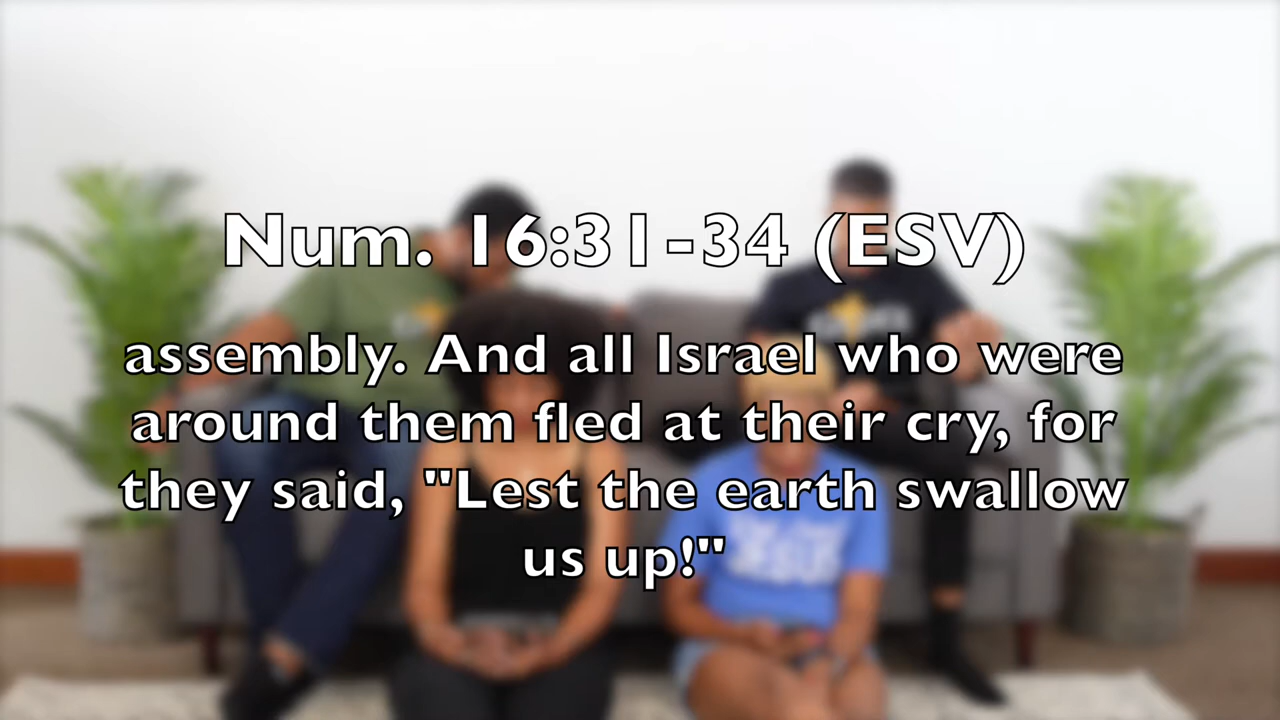 Num. 16:31-34 (ESV)
assembly. And all Israel who were
around them fled at their cry, for
they said, "Lest the earth swallow
us up!"